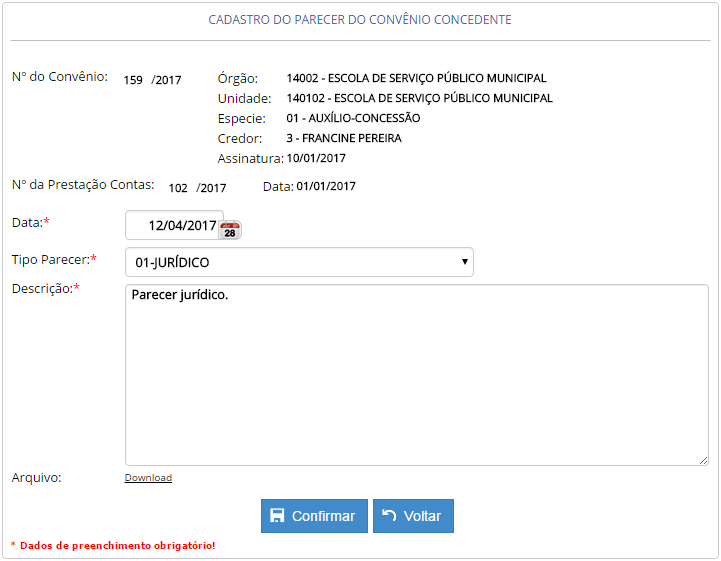 CADASTRO DO PARECER DO CONVÊNIO CONCEDENTE
Nº do Convênio: 159 /2017
Órgão: 14002 - ESCOLA DE SERVIÇO PÚBLICO MUNICIPAL
Unidade: 140102 - ESCOLA DE SERVIÇO PÚBLICO MUNICIPAL
Especie: 01 - AUXÍLIO-CONCESSÃO
Credor: 3 - FRANCINE PEREIRA
Assinatura: 10/01/2017
Nº da Prestação Contas: 102 /2017 Data: 01/01/2017
Data:* 12/04/2017 28
Tipo Parecer:* 01-JURÍDICO
Descrição:* Parecer jurídico.
Arquivo: Download
Confirmar Voltar
* Dados de preenchimento obrigatório!